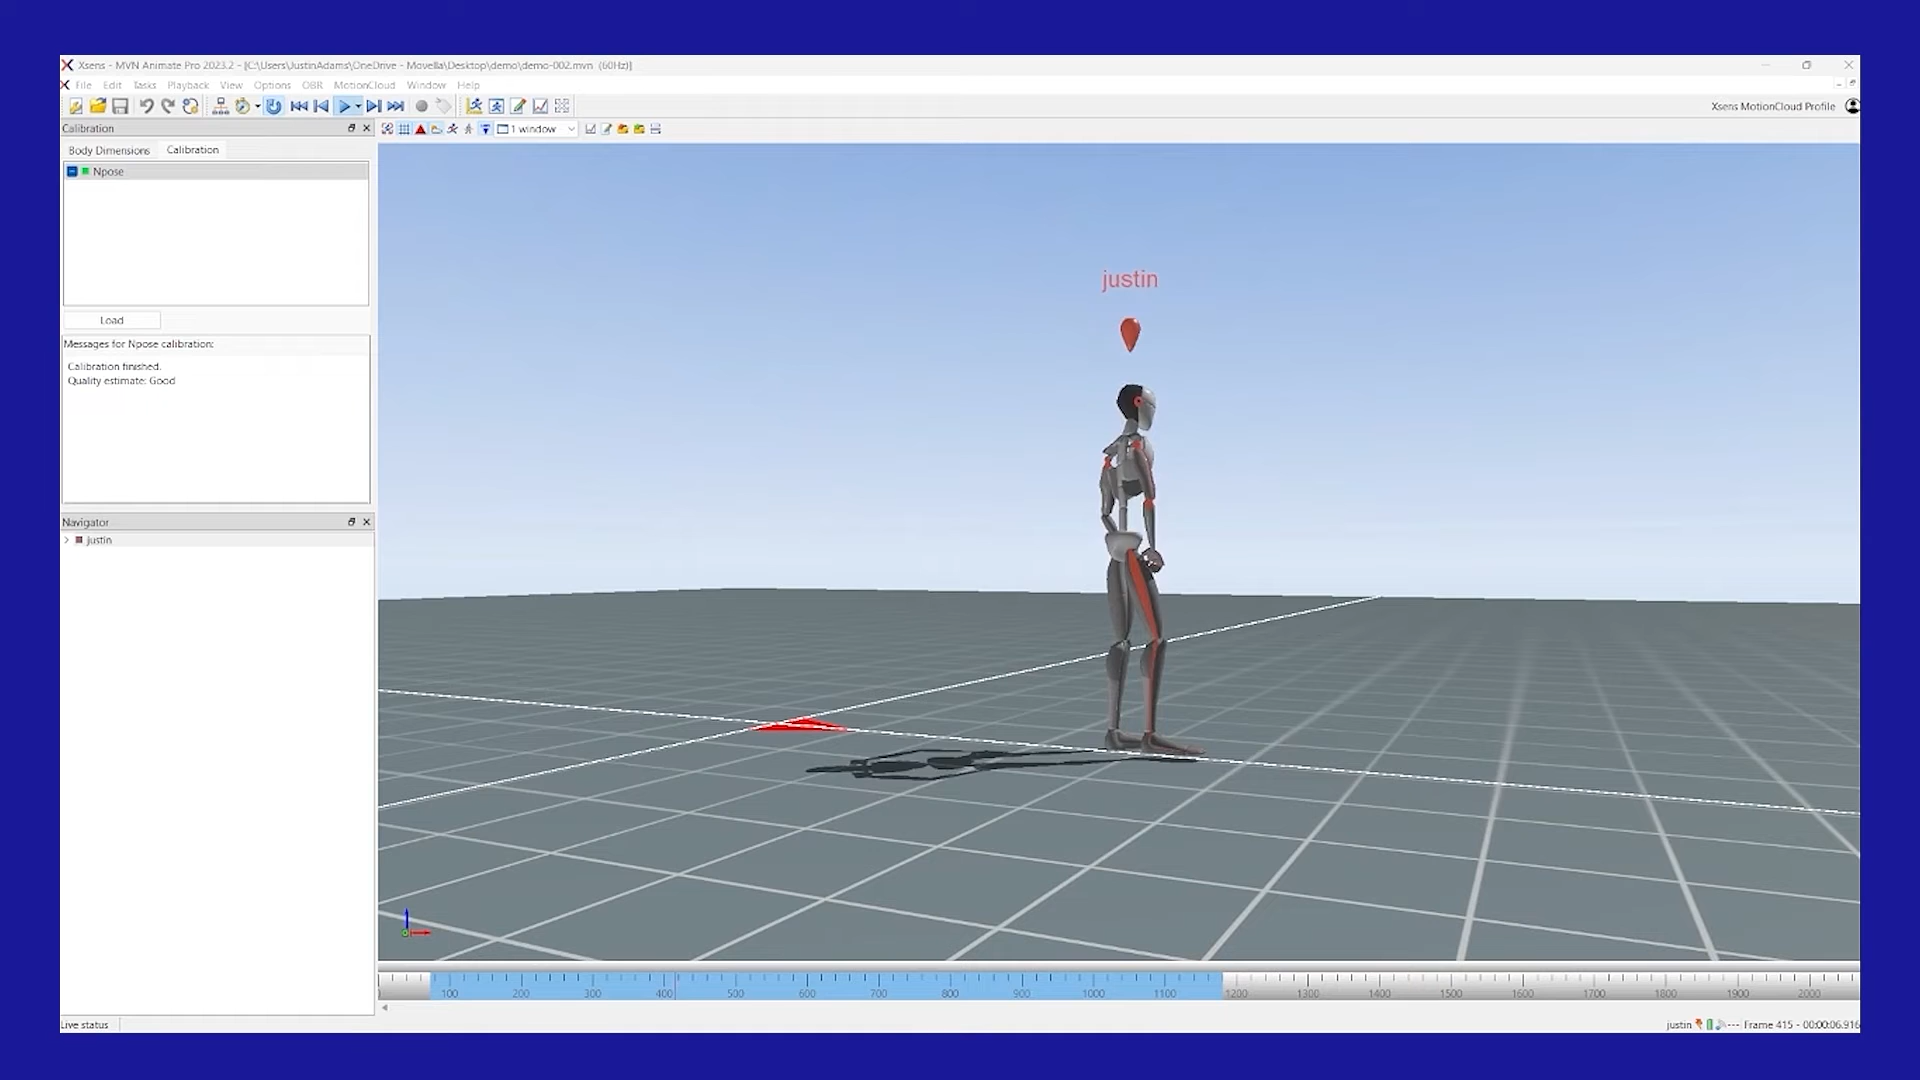 Xsens - MVN Animate Pro 2023.2 - [C:\Users\JustinAdams\OneDrive - Movella\Desktop\demo\demo-002.mvn (60Hz)]
File Edit Tasks Playback View Options OBR MotionCloud Window Help
Xsens MotionCloud Profile
Calibration
1 window
Body Dimensions Calibration
Npose
justin
Load
Messages for Npose calibration:
Calibration finished.
Quality estimate: Good
Navigator
justin
100 200 300 400 500 600 700 800 900 1000 1100 1200 1300 1400 1500 1600 1700 1800 1900 2000
Live status
justin --- Frame 415 - 00:00:06.916